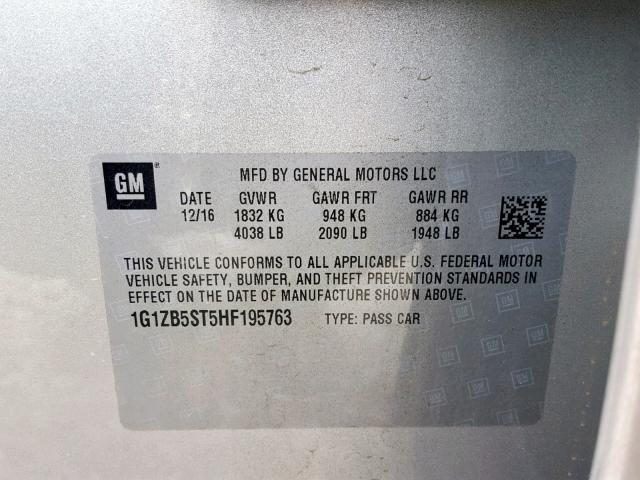 GM ®
MFD BY GENERAL MOTORS LLC
DATE GVWR GAWR FRT GAWR RR
12/16 1832 KG 948 KG 884 KG
4038 LB 2090 LB 1948 LB
THIS VEHICLE CONFORMS TO ALL APPLICABLE U.S. FEDERAL MOTOR
VEHICLE SAFETY, BUMPER, AND THEFT PREVENTION STANDARDS IN
EFFECT ON THE DATE OF MANUFACTURE SHOWN ABOVE.
1G1ZB5ST5HF195763 TYPE: PASS CAR